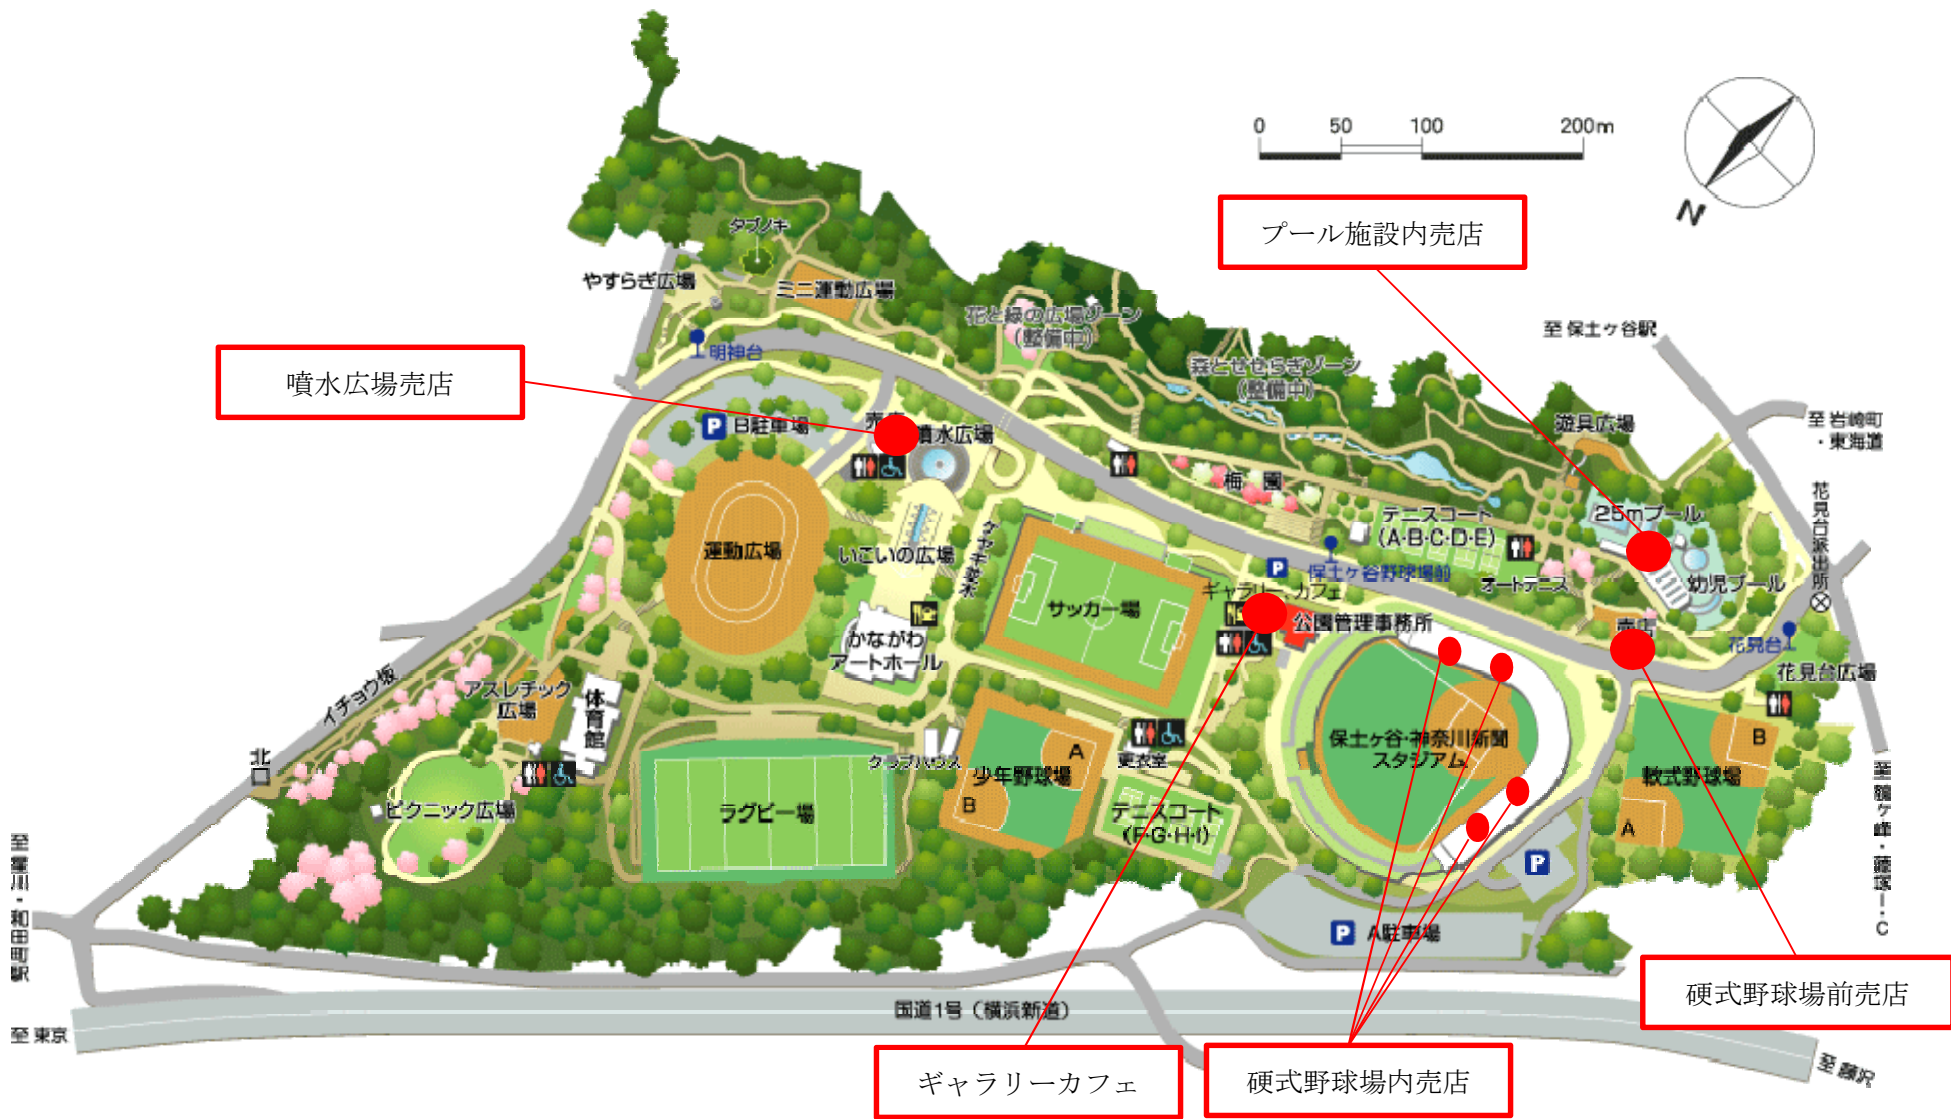 0 50 100 200m
N
プール施設内売店
タブノキ
やすらぎ広場
ミニ運動広場
花と緑の広場ゾーン
(整備中)
至 保土ヶ谷駅
明神台
噴水広場売店
森とせせらぎゾーン
(整備中)
至 岩崎町
・東海道
遊具広場
P B駐車場
噴水広場
梅園
花見台派出所
25mプール
テニスコート
(A·B·C·D·E)
運動広場
いこいの広場
ケヤキ並木
P
保土ヶ谷野球場前
オートテニス
幼児プール
ギャラリー・カフェ
サッカー場
公園管理事務所
売店
かながわ
アートホール
花見台
花見台広場
イチョウ坂
アスレチック
広場
体育館
北口
クラブハウス
少年野球場
A
B
更衣室
保土ヶ谷·神奈川新聞
スタジアム
軟式野球場
B
A
ピクニック広場
ラグビー場
テニスコート
(F·G·H·I)
P
至 星川・和田町駅
至 鶴ヶ峰・藤塚I·C
P A駐車場
硬式野球場前売店
国道1号（横浜新道）
至 東京
至 藤沢
ギャラリーカフェ
硬式野球場内売店